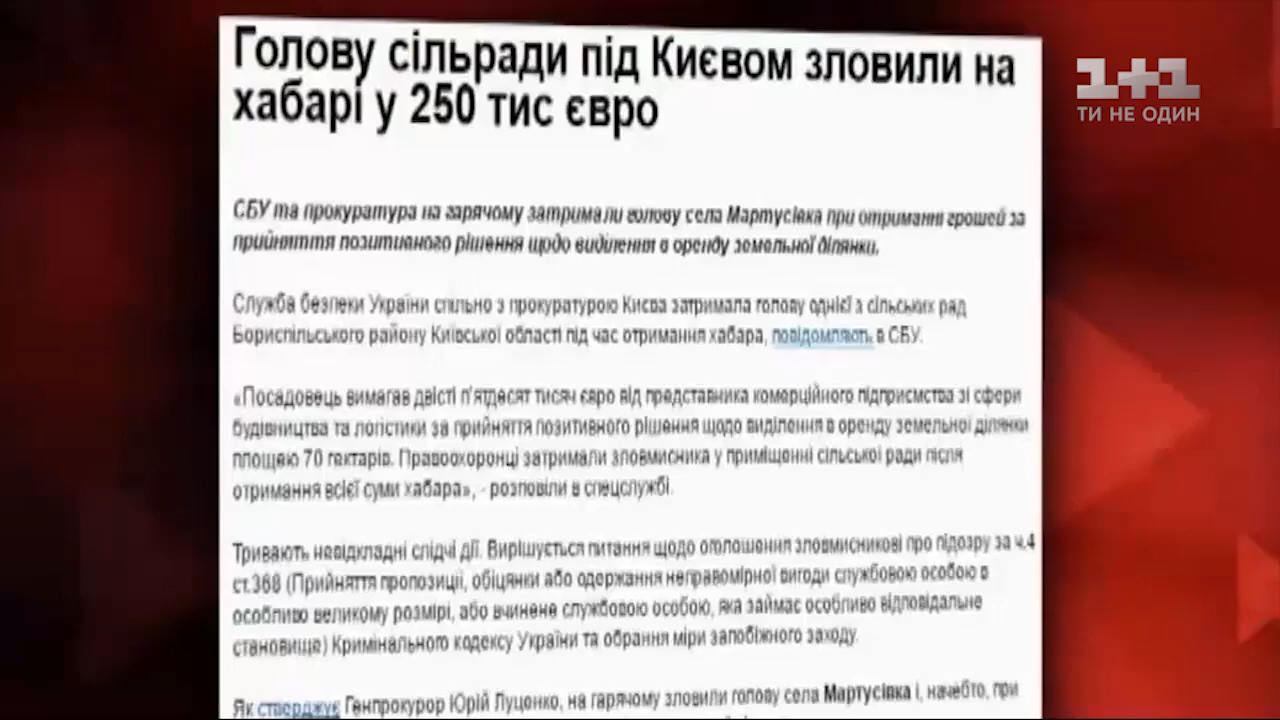 Голову сільради під Києвом зловили на
хабарі у 250 тис євро
1+1
ТИ НЕ ОДИН
СБУ та прокуратура на гарячому затримали голову села Мартусівка при отриманні грошей за
прийняття позитивного рішення щодо виділення в оренду земельної ділянки.
Служба безпеки України спільно з прокуратурою Києва затримала голову однієї з сільських рад
Бориспільського району Київської області під час отримання хабара, повідомляють в СБУ.
«Посадовець вимагав двісті п'ятдесят тисяч євро від представника комерційного підприємства зі сфери
будівництва та логістики за прийняття позитивного рішення щодо виділення в оренду земельної ділянки
площею 70 гектарів. Правоохоронці затримали зловмисника у приміщенні сільської ради після
отримання всієї суми хабара», - розповіли в спецслужбі.
Тривають невідкладні слідчі дії. Вирішується питання щодо оголошення зловмисникові про підозру за ч.4
ст.368 (Прийняття пропозиції, обіцянки або одержання неправомірної вигоди службовою особою в
особливо великому розмірі, або вчинене службовою особою, яка займає особливо відповідальне
становище) Кримінального кодексу України та обрання міри запобіжного заходу.
Як стверджує Генпрокурор Юрій Луценко, на гарячому зловили голову села Мартусівка і, начебто, при